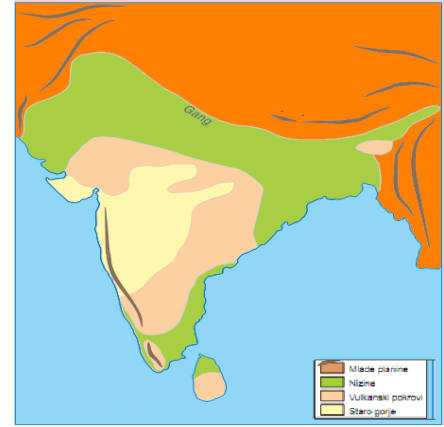 Gang
Mlade planine
Nizine
Vulkanski pokrovi
Staro gorje